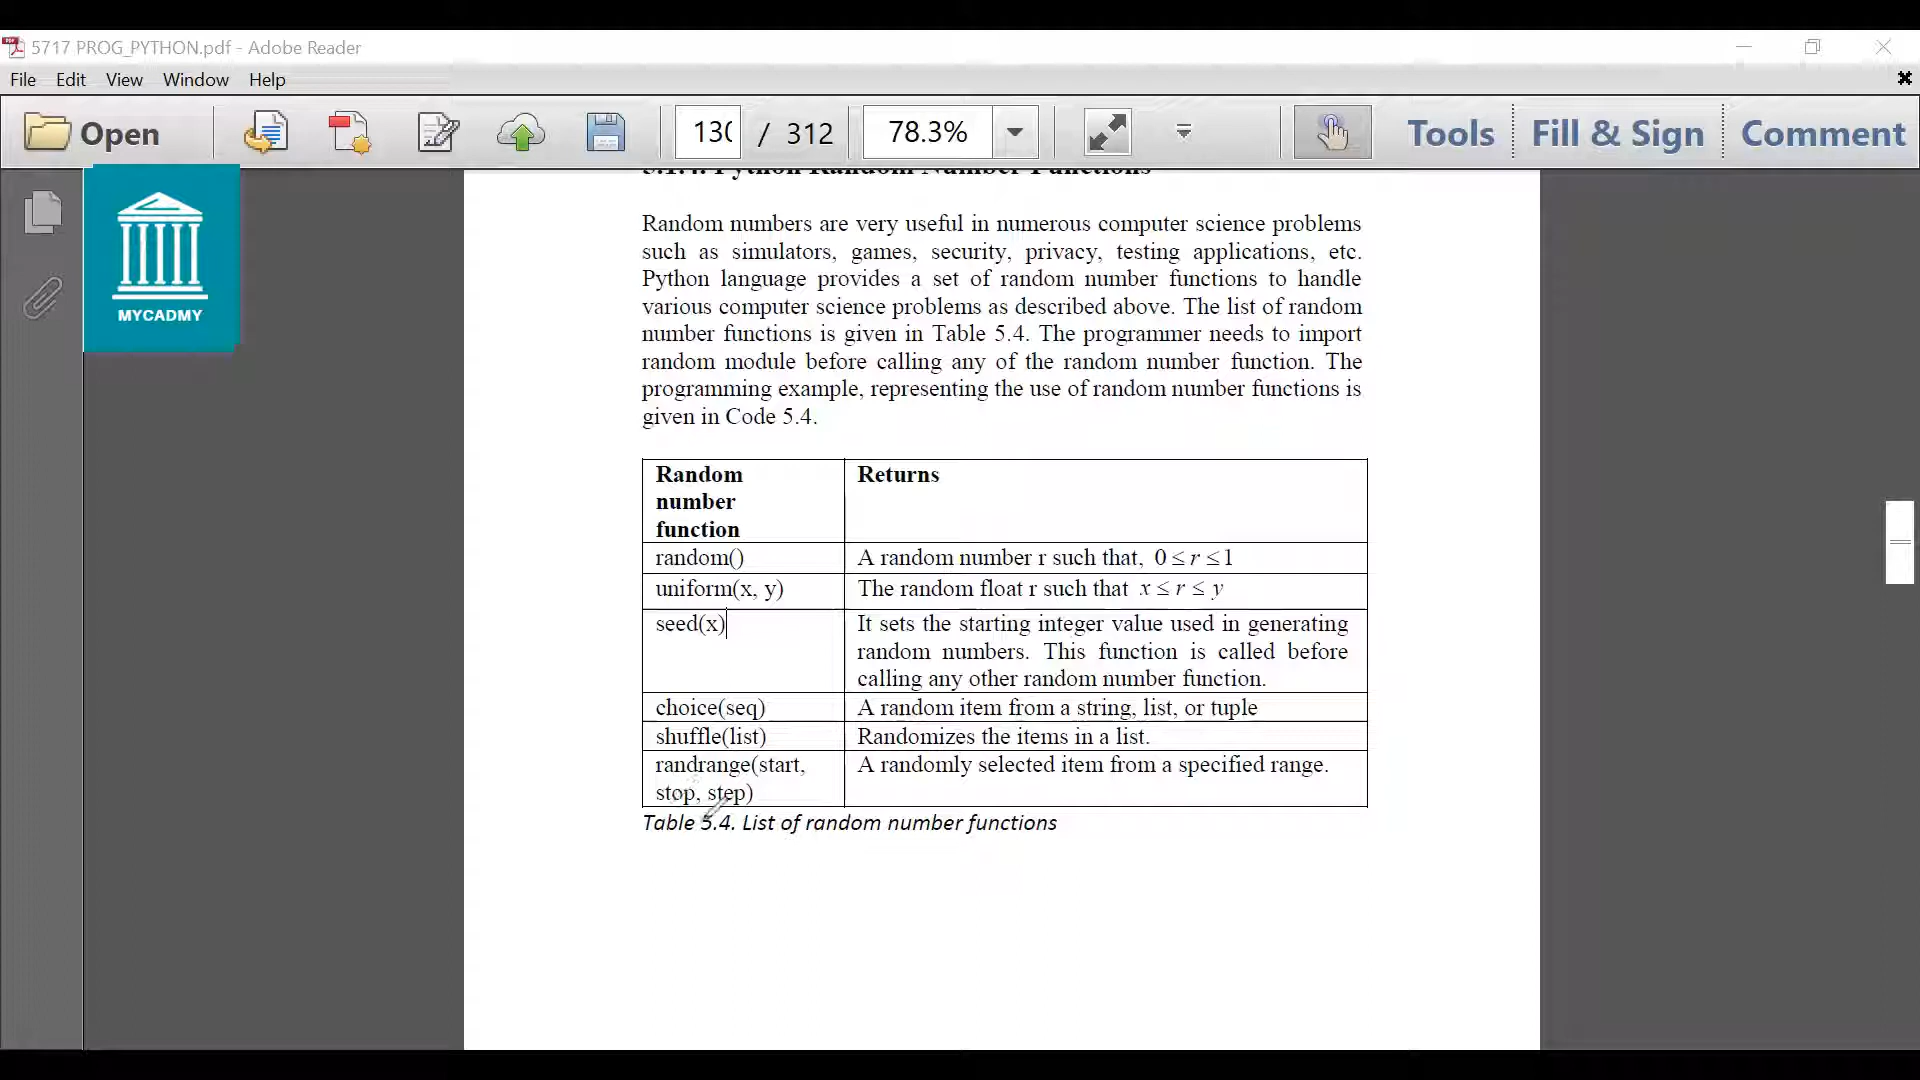 5717 PROG_PYTHON.pdf - Adobe Reader
File Edit View Window Help
Open 130 / 312 78.3% Tools Fill & Sign Comment
MYCADMY
5.1.4. Python Random Number Functions
Random numbers are very useful in numerous computer science problems
such as simulators, games, security, privacy, testing applications, etc.
Python language provides a set of random number functions to handle
various computer science problems as described above. The list of random
number functions is given in Table 5.4. The programmer needs to import
random module before calling any of the random number function. The
programming example, representing the use of random number functions is
given in Code 5.4.
Random
number
function
Returns
random()
A random number r such that, 0 ≤ r ≤ 1
uniform(x, y)
The random float r such that x ≤ r ≤ y
seed(x)
It sets the starting integer value used in generating
random numbers. This function is called before
calling any other random number function.
choice(seq)
A random item from a string, list, or tuple
shuffle(list)
Randomizes the items in a list.
randrange(start,
stop, step)
A randomly selected item from a specified range.
Table 5.4. List of random number functions